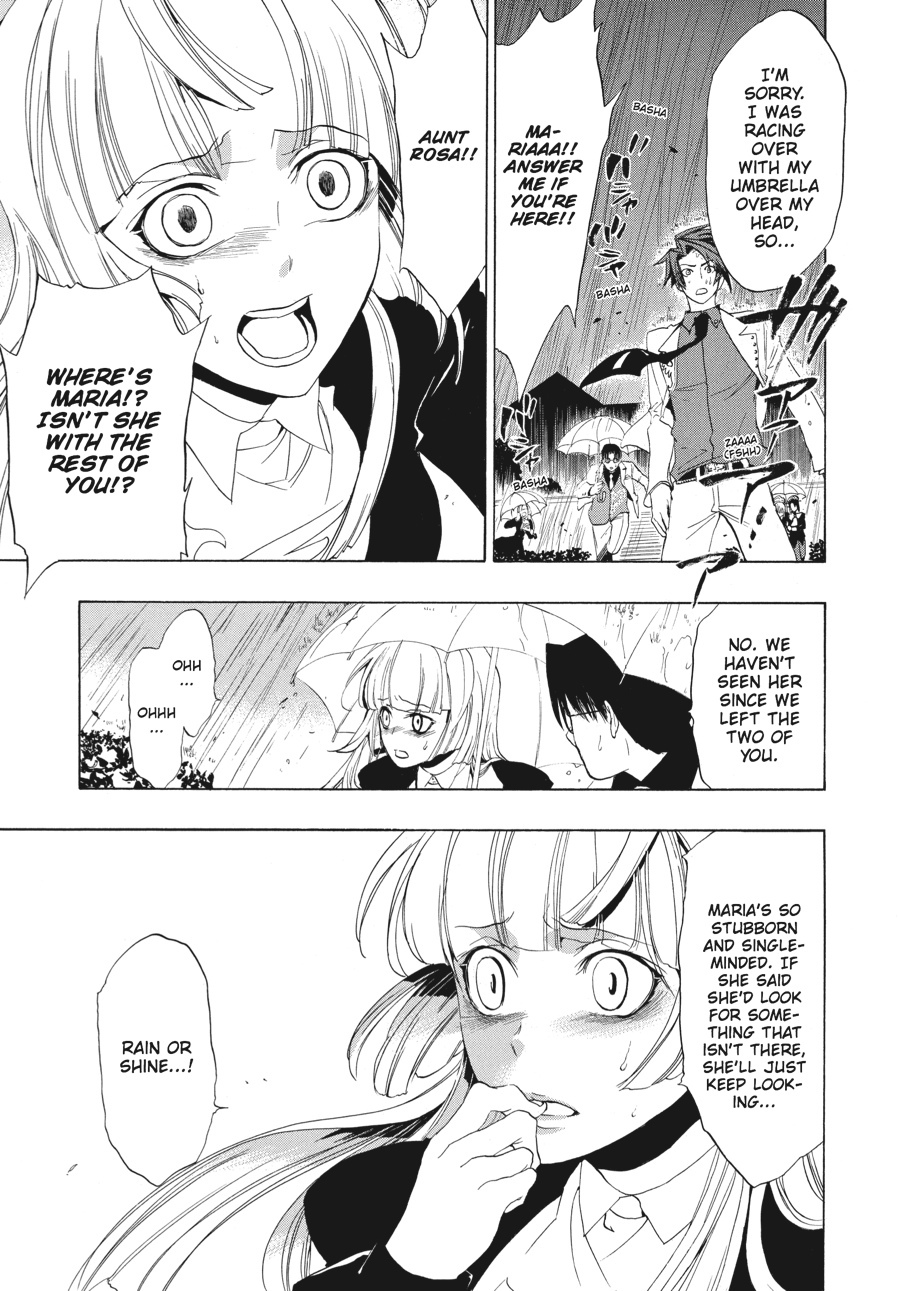 I'M
SORRY.
I WAS
RACING
OVER
WITH MY
UMBRELLA
OVER MY
HEAD,
SO...
BASHA
MA-
RIAAA!!
ANSWER
ME IF
YOU'RE
HERE!!
BASHA
ZAAAA
(FSHH)
BASHA
AUNT
ROSA!!
WHERE'S
MARIA!?
ISN'T SHE
WITH THE
REST OF
YOU!?
NO. WE
HAVEN'T
SEEN HER
SINCE WE
LEFT THE
TWO OF
YOU.
OHH
...
OHHH
...
MARIA'S SO
STUBBORN
AND SINGLE-
MINDED. IF
SHE SAID
SHE'D LOOK
FOR SOME-
THING THAT
ISN'T THERE,
SHE'LL JUST
KEEP LOOK-
ING...
RAIN OR
SHINE...!